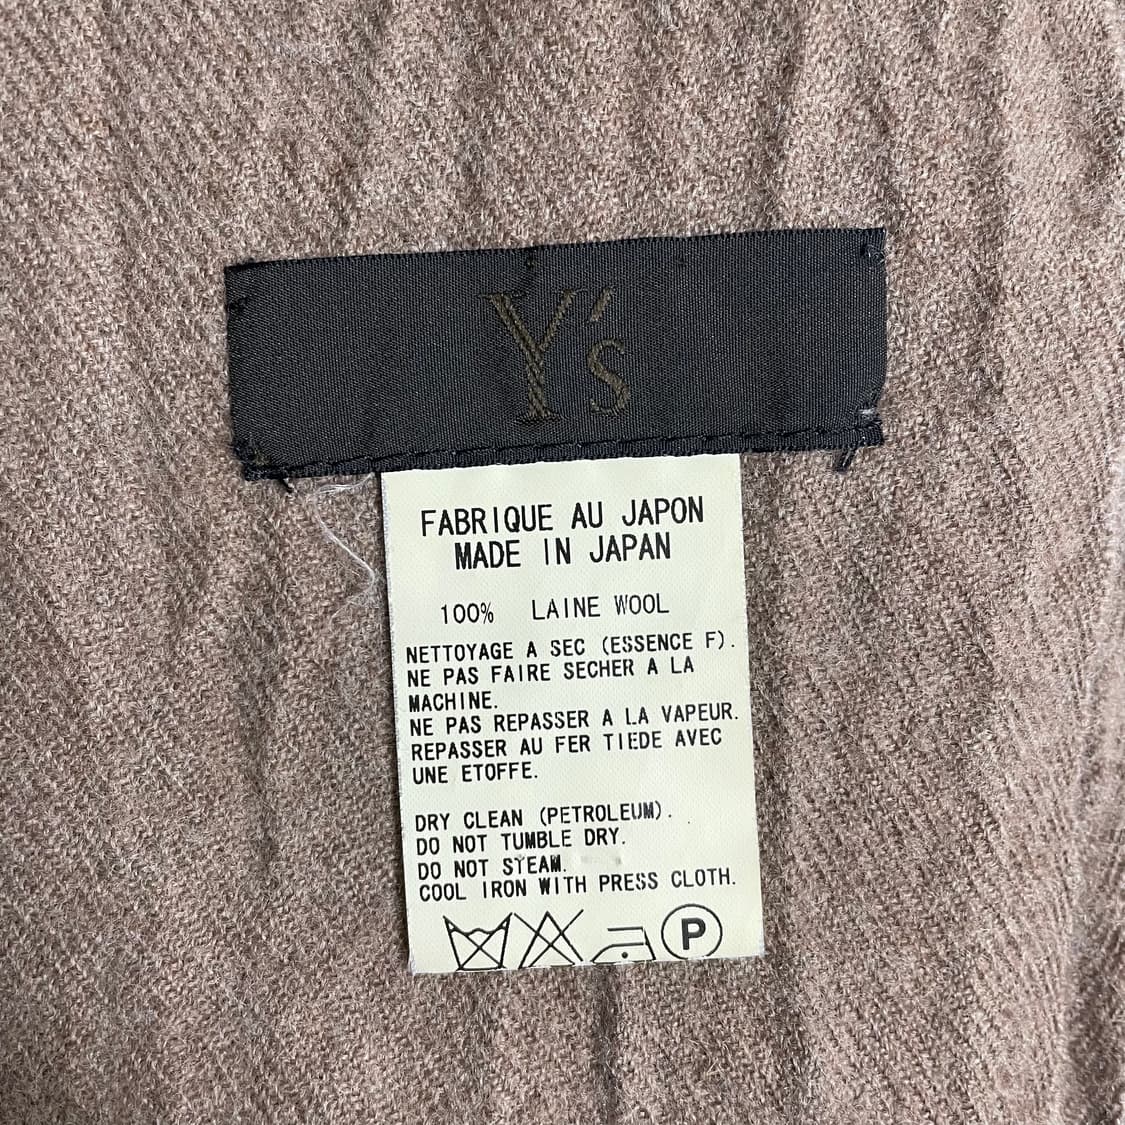 Y's
FABRIQUE AU JAPON
MADE IN JAPAN
100% LAINE WOOL
NETTOYAGE A SEC (ESSENCE F).
NE PAS FAIRE SECHER A LA
MACHINE.
NE PAS REPASSER A LA VAPEUR.
REPASSER AU FER TIEDE AVEC
UNE ETOFFE.
DRY CLEAN (PETROLEUM).
DO NOT TUMBLE DRY.
DO NOT STEAM.
COOL IRON WITH PRESS CLOTH.
P